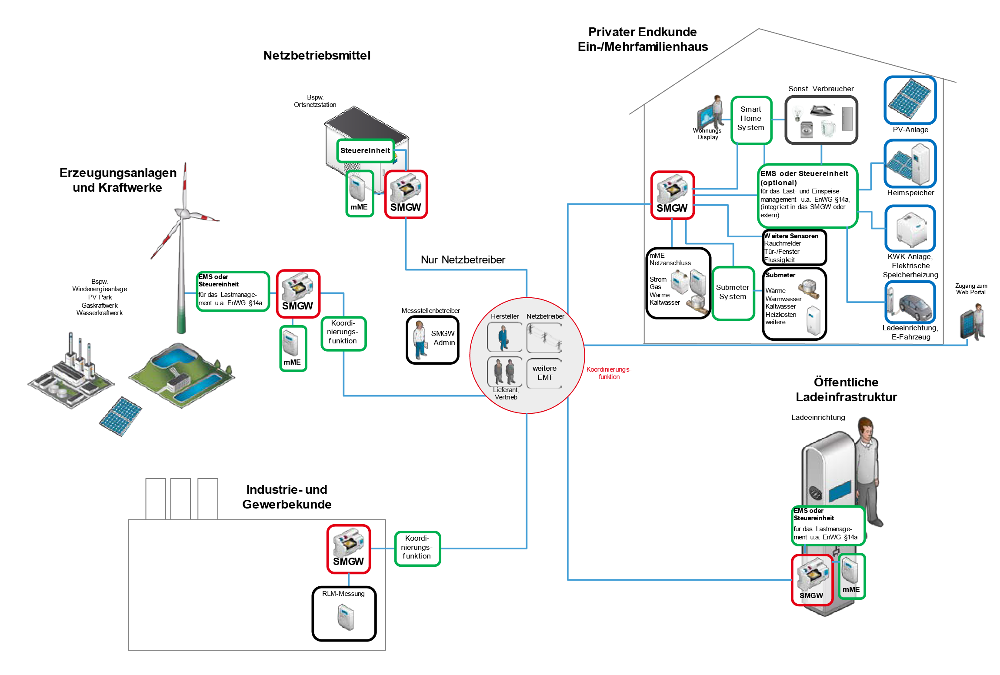 Privater Endkunde
Ein-/Mehrfamilienhaus
Netzbetriebsmittel
Bspw.
Ortsnetzstation
Steuereinheit
mME
SMGW
Nur Netzbetreiber
Erzeugungsanlagen
und Kraftwerke
Bspw.
Windenergieanlage
PV-Park
Gaskraftwerk
Wasserkraftwerk
EMS oder
Steuereinheit
für das Lastmanage-
ment u.a. EnWG §14a
SMGW
mME
Koordi-
nierungs-
funktion
Messstellenbetreiber
SMGW
Admin
Hersteller
Netzbetreiber
Lieferant,
Vertrieb
weitere
EMT
Koordinierungs-
funktion
Wohnungs-
Display
Smart
Home
System
Sonst. Verbraucher
PV-Anlage
Heimspeicher
KWK-Anlage,
Elektrische
Speicherheizung
Ladeeinrichtung,
E-Fahrzeug
SMGW
EMS oder Steuereinheit
(optional)
für das Last- und Einspeise-
management u.a. EnWG §14a,
(integriert in das SMGW oder
extern)
Weitere Sensoren
Rauchmelder
Tür-/Fenster
Flüssigkeit
mME
Netzanschluss
Strom
Gas
Wärme
Kaltwasser
Submeter
System
Submeter
Wärme
Warmwasser
Kaltwasser
Heizkosten
weitere
Zugang zum
Web Portal
Öffentliche
Ladeinfrastruktur
Ladeeinrichtung
EMS oder
Steuereinheit
für das Lastmanage-
ment u.a. EnWG §14a
SMGW
mME
Industrie- und
Gewerbekunde
SMGW
Koordi-
nierungs-
funktion
RLM-Messung